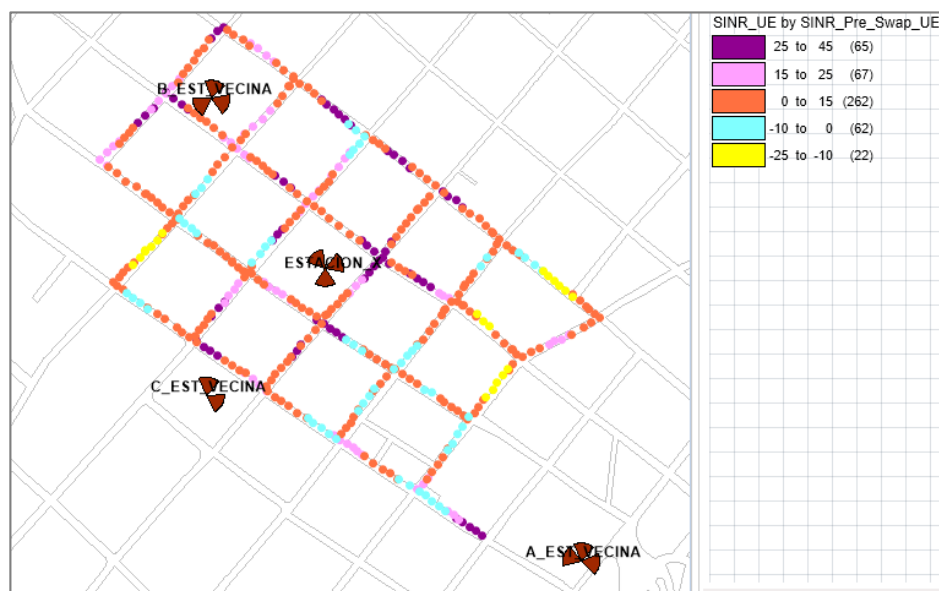 SINR_UE by SINR_Pre_Swap_UE
25 to 45 (65)
15 to 25 (67)
0 to 15 (262)
-10 to 0 (62)
-25 to -10 (22)
B_EST_VECINA
ESTACION_X
C_EST_VECINA
A_EST_VECINA